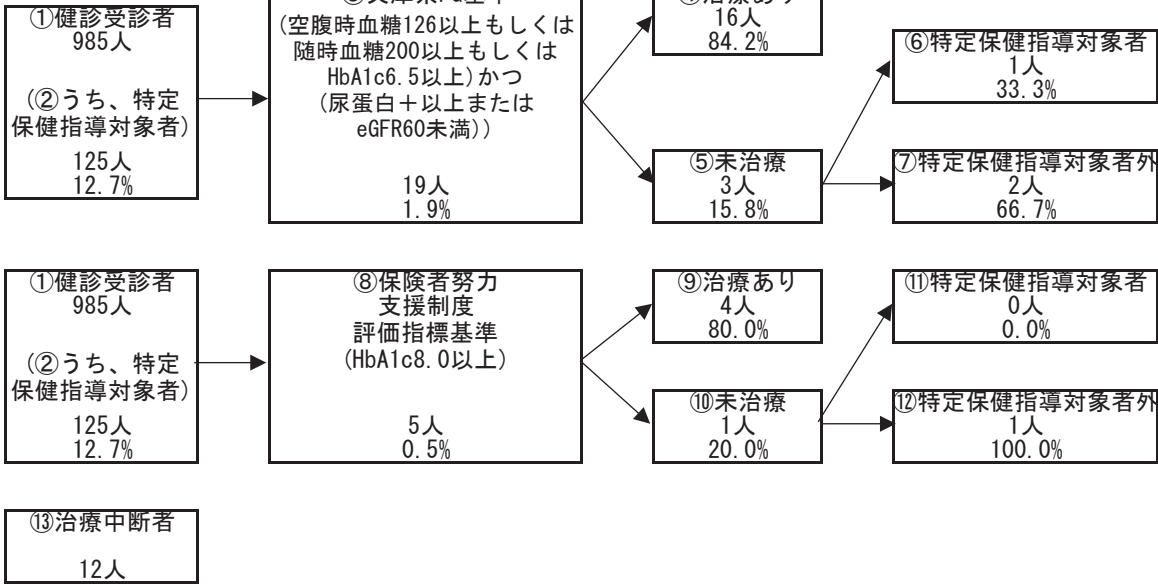 ①健診受診者
985人
(②うち、特定
保健指導対象者)
125人
12.7%
(空腹時血糖126以上もしくは
随時血糖200以上もしくは
HbA1c6.5以上)かつ
(尿蛋白+以上または
eGFR60未満))
19人
1.9%
④治療あり
16人
84.2%
⑤未治療
3人
15.8%
⑥特定保健指導対象者
1人
33.3%
⑦特定保健指導対象者外
2人
66.7%
①健診受診者
985人
(②うち、特定
保健指導対象者)
125人
12.7%
⑧保険者努力
支援制度
評価指標基準
(HbA1c8.0以上)
5人
0.5%
⑨治療あり
4人
80.0%
⑩未治療
1人
20.0%
⑪特定保健指導対象者
0人
0.0%
⑫特定保健指導対象者外
1人
100.0%
⑬治療中断者
12人